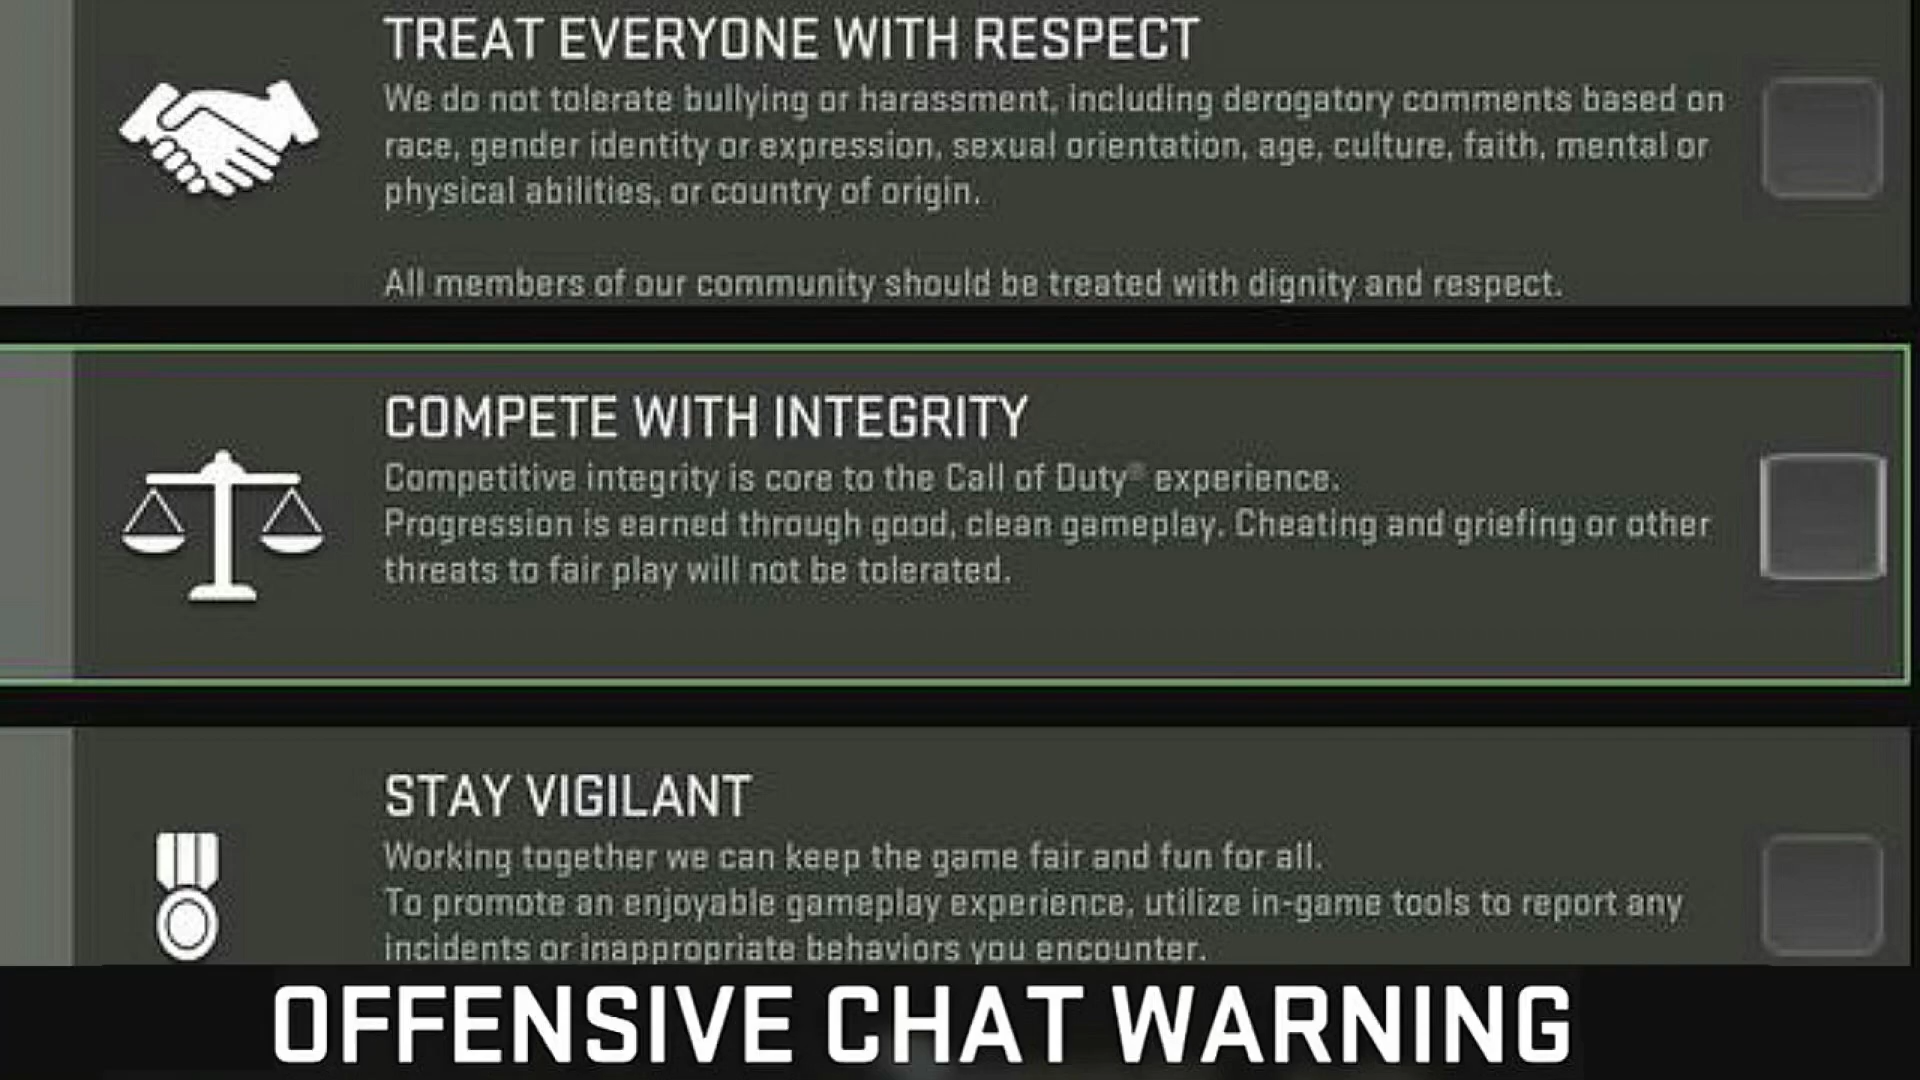 TREAT EVERYONE WITH RESPECT
We do not tolerate bullying or harassment, including derogatory comments based on
race, gender identity or expression, sexual orientation, age, culture, faith, mental or
physical abilities, or country of origin.
All members of our community should be treated with dignity and respect.
COMPETE WITH INTEGRITY
Competitive integrity is core to the Call of Duty® experience.
Progression is earned through good, clean gameplay. Cheating and griefing or other
threats to fair play will not be tolerated.
STAY VIGILANT
Working together we can keep the game fair and fun for all.
To promote an enjoyable gameplay experience, utilize in-game tools to report any
incidents or inappropriate behaviors you encounter.
OFFENSIVE CHAT WARNING